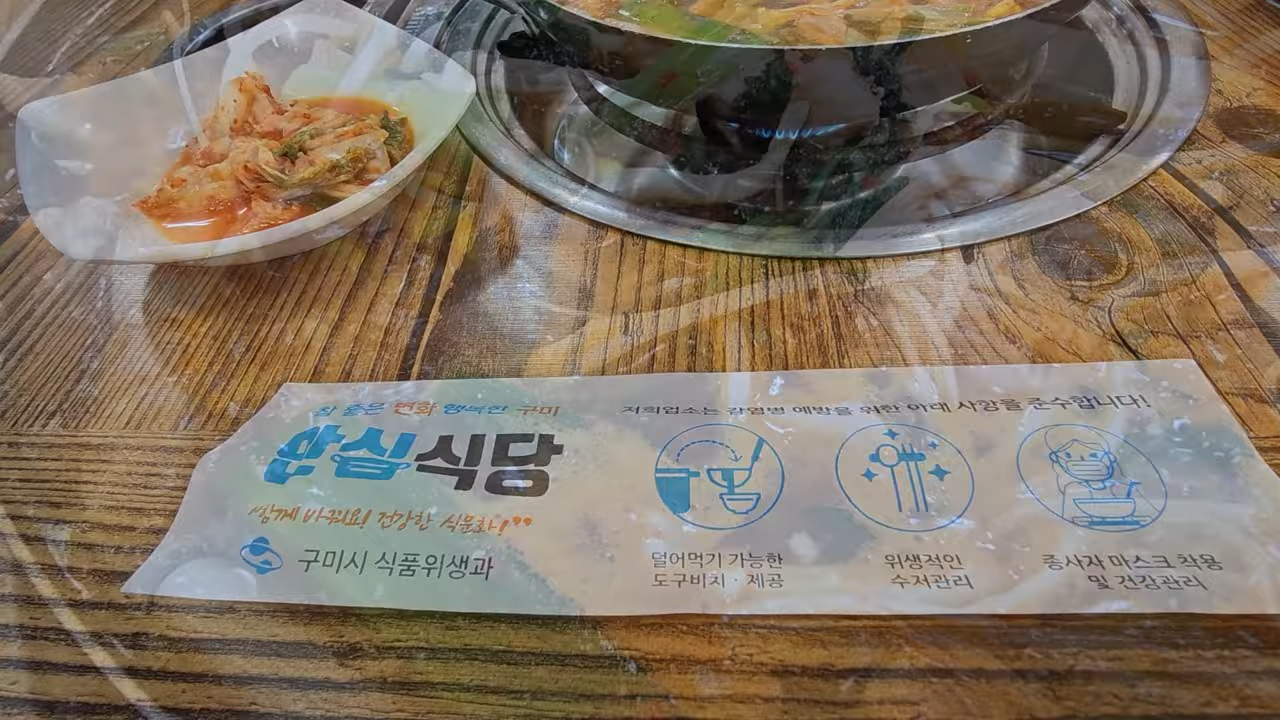 참 좋은 변화 행복한 구미
안심식당
"함께 바꿔요! 건강한 식문화!"
구미시 식품위생과
저희업소는 감염병 예방을 위한 아래 사항을 준수합니다!
덜어먹기 가능한
도구비치 · 제공
위생적인
수저관리
종사자 마스크 착용
및 건강관리